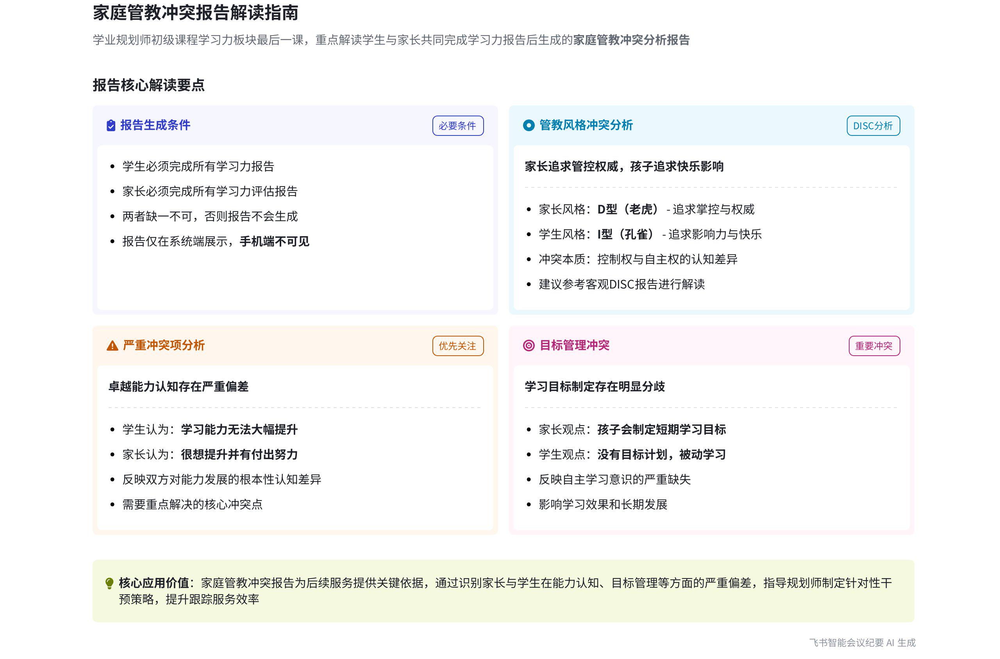 家庭管教冲突报告解读指南
学业规划师初级课程学习力板块最后一课，重点解读学生与家长共同完成学习力报告后生成的家庭管教冲突分析报告
报告核心解读要点
报告生成条件
必要条件
学生必须完成所有学习力报告
家长必须完成所有学习力评估报告
两者缺一不可，否则报告不会生成
报告仅在系统端展示，手机端不可见
管教风格冲突分析
DISC分析
家长追求管控权威，孩子追求快乐影响
家长风格：D型（老虎） - 追求掌控与权威
学生风格：I型（孔雀） - 追求影响力与快乐
冲突本质：控制权与自主权的认知差异
建议参考客观DISC报告进行解读
严重冲突项分析
优先关注
卓越能力认知存在严重偏差
学生认为：学习能力无法大幅提升
家长认为：很想提升并有付出努力
反映双方对能力发展的根本性认知差异
需要重点解决的核心冲突点
目标管理冲突
重要冲突
学习目标制定存在明显分歧
家长观点：孩子会制定短期学习目标
学生观点：没有目标计划，被动学习
反映自主学习意识的严重缺失
影响学习效果和长期发展
核心应用价值：家庭管教冲突报告为后续服务提供关键依据，通过识别家长与学生在能力认知、目标管理等方面的严重偏差，指导规划师制定针对性干
预策略，提升跟踪服务效率
飞书智能会议纪要 AI 生成